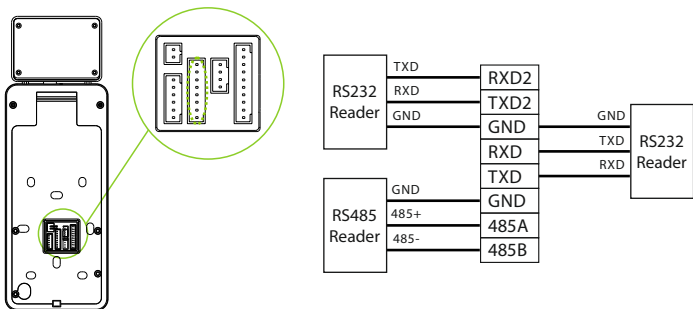 TXD
RXD
GND
RS232
Reader
RXD2
TXD2
GND
RXD
TXD
GND
485A
485B
GND
TXD
RXD
RS232
Reader
GND
485+
485-
RS485
Reader